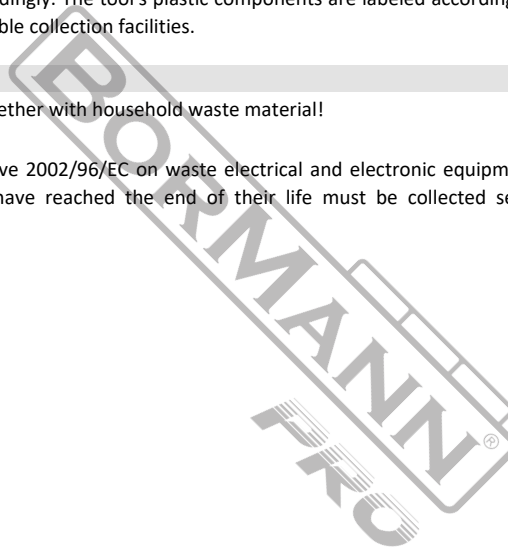 dingly. The tool's plastic components are labeled according
ble collection facilities.
ether with household waste material!
ve 2002/96/EC on waste electrical and electronic equipm
have reached the end of their life must be collected se
BORMANN®
PRO